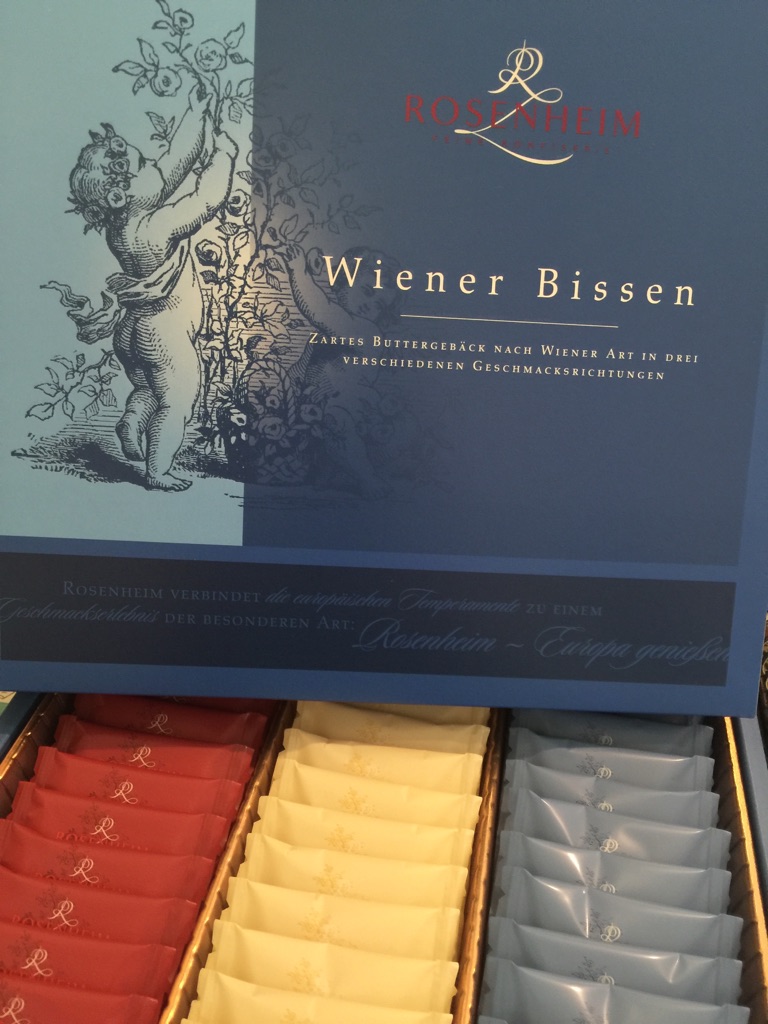 R
ROSENHEIM
Wiener Bissen
Zartes Buttergebäck nach Wiener Art in drei
verschiedenen Geschmacksrichtungen
Rosenheim verbindet die europäischen Temperamente zu einem
Geschmackserlebnis der besonderen Art: Rosenheim ~ Europa genießen